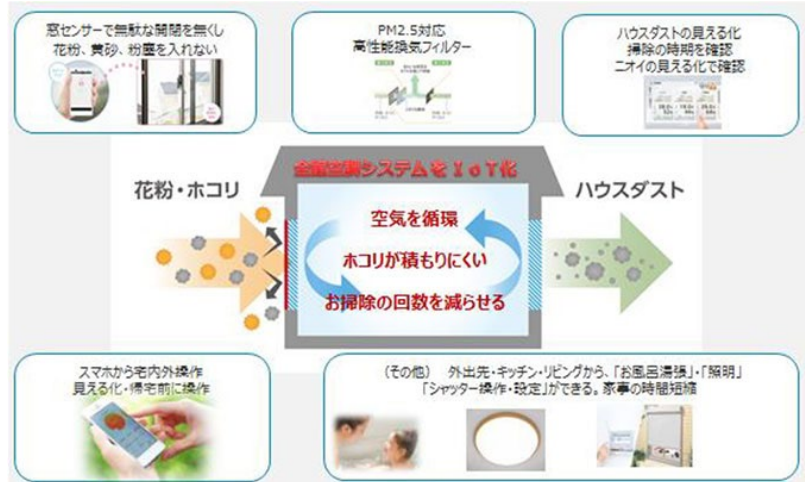 窓センサーで無駄な開閉を無くし
花粉、黄砂、粉塵を入れない
PM2.5対応
高性能換気フィルター
ハウスダストの見える化
掃除の時期を確認
ニオイの見える化で確認
全館空調システムをIoT化
花粉・ホコリ
ハウスダスト
空気を循環
ホコリが積もりにくい
お掃除の回数を減らせる
スマホから宅内外操作
見える化・帰宅前に操作
(その他) 外出先・キッチン・リビングから、「お風呂湯張」・「照明」
「シャッター操作・設定」ができる。家事の時間短縮